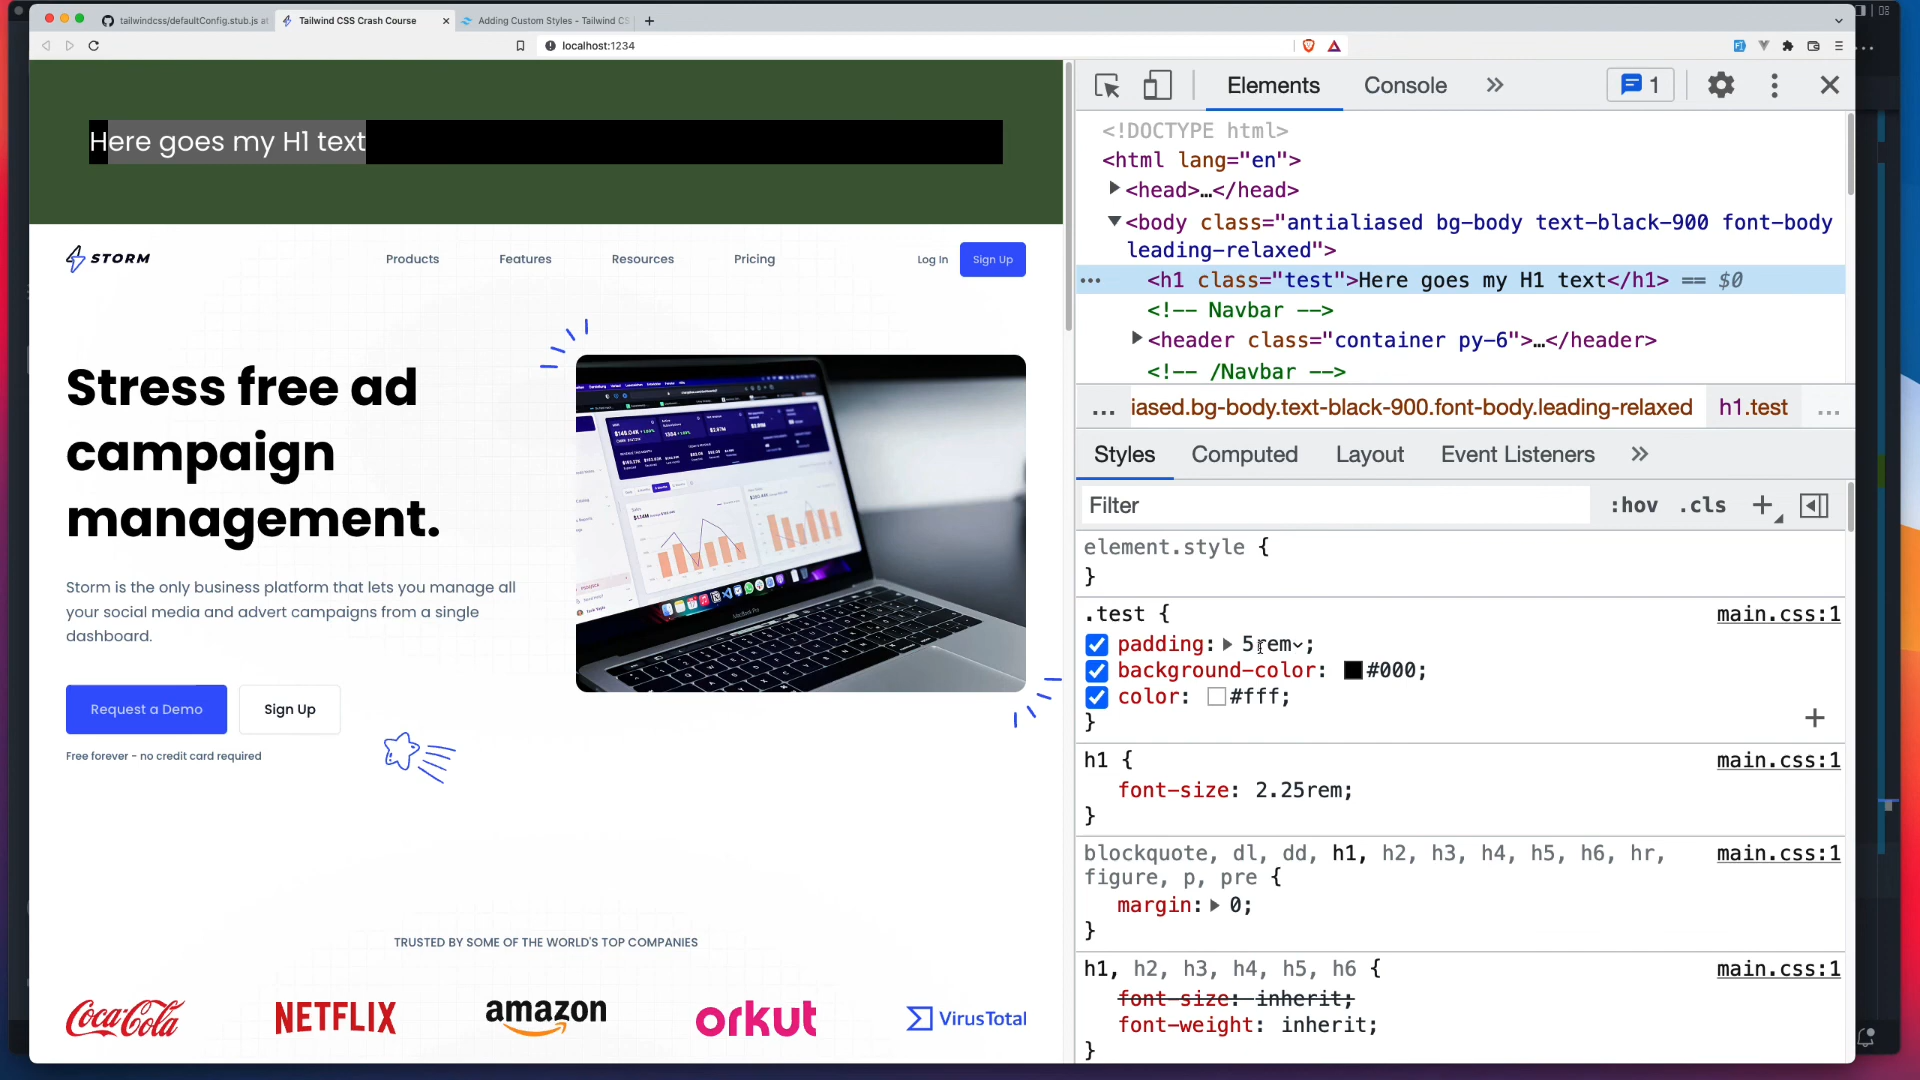 tailwindcss/defaultConfig.stub.js at
Tailwind CSS Crash Course
Adding Custom Styles - Tailwind CS
localhost:1234
Here goes my H1 text
STORM
Products
Features
Resources
Pricing
Log In
Sign Up
Stress free ad
campaign
management.
Storm is the only business platform that lets you manage all
your social media and advert campaigns from a single
dashboard.
Request a Demo
Sign Up
Free forever - no credit card required
TRUSTED BY SOME OF THE WORLD'S TOP COMPANIES
Coca-Cola
NETFLIX
amazon
orkut
VirusTotal
Elements
Console
1
<!DOCTYPE html>
<html lang="en">
<head>…</head>
<body class="antialiased bg-body text-black-900 font-body
leading-relaxed">
<h1 class="test">Here goes my H1 text</h1> == $0
<!-- Navbar -->
<header class="container py-6">…</header>
<!-- /Navbar -->
… iased.bg-body.text-black-900.font-body.leading-relaxed h1.test …
Styles
Computed
Layout
Event Listeners
Filter
:hov
.cls
element.style {
}
.test {
main.css:1
padding: 5rem;
background-color: #000;
color: #fff;
}
h1 {
main.css:1
font-size: 2.25rem;
}
blockquote, dl, dd, h1, h2, h3, h4, h5, h6, hr,
main.css:1
figure, p, pre {
margin: 0;
}
h1, h2, h3, h4, h5, h6 {
main.css:1
font-size: inherit;
font-weight: inherit;
}